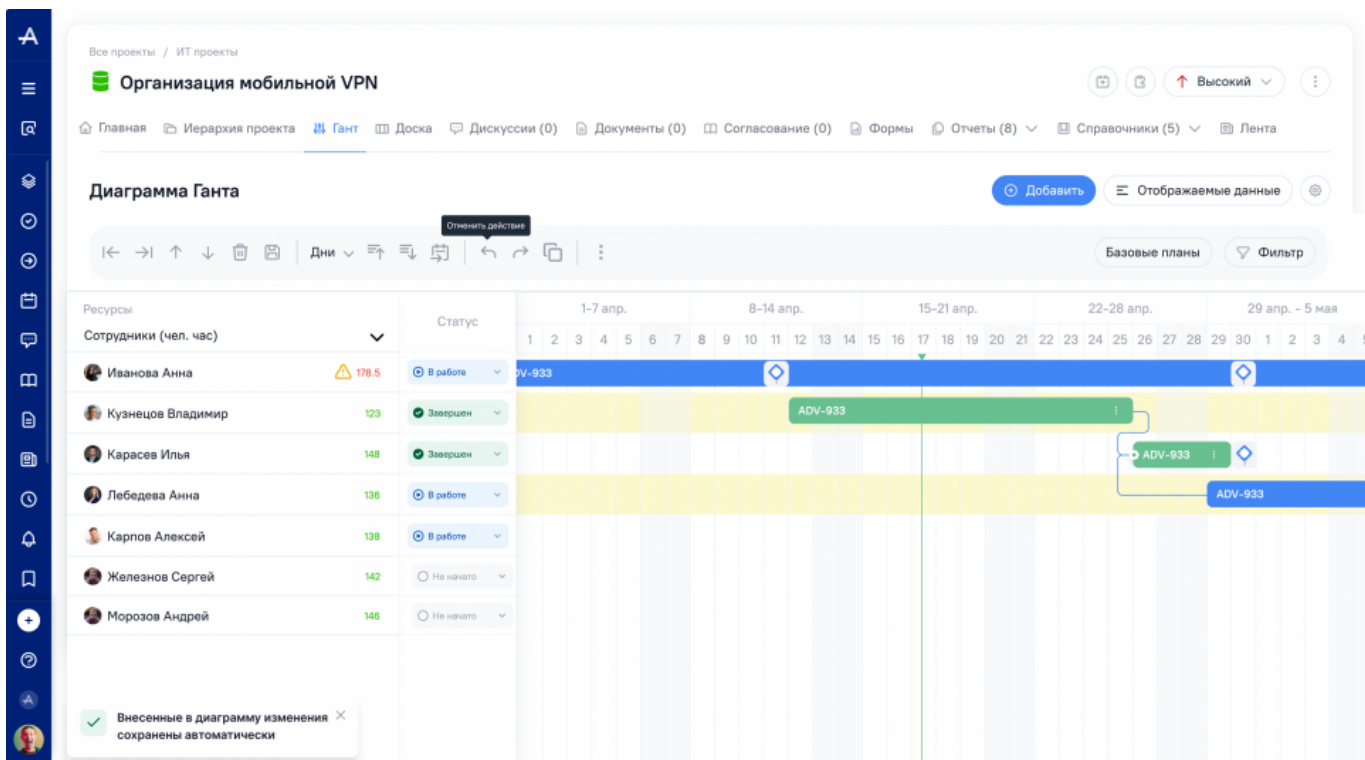 Все проекты / ИТ проекты
Организация мобильной VPN
Высокий
Главная Иерархия проекта Гант Доска Дискуссии (0) Документы (0) Согласование (0) Формы Отчеты (8) Справочники (5) Лента
Диаграмма Ганта
Добавить Отображаемые данные
Отменить действие
Дни Базовые планы Фильтр
Ресурсы Статус 1-7 апр. 8-14 апр. 15-21 апр. 22-28 апр. 29 апр. - 5 мая
Сотрудники (чел. час) 1 2 3 4 5 6 7 8 9 10 11 12 13 14 15 16 17 18 19 20 21 22 23 24 25 26 27 28 29 30 1 2 3 4
Иванова Анна 178.5 В работе DV-933
Кузнецов Владимир 123 Завершен ADV-933
Карасев Илья 148 Завершен ADV-933
Лебедева Анна 136 В работе ADV-933
Карпов Алексей 138 В работе
Железнов Сергей 142 Не начато
Морозов Андрей 146 Не начато
Внесенные в диаграмму изменения
сохранены автоматически